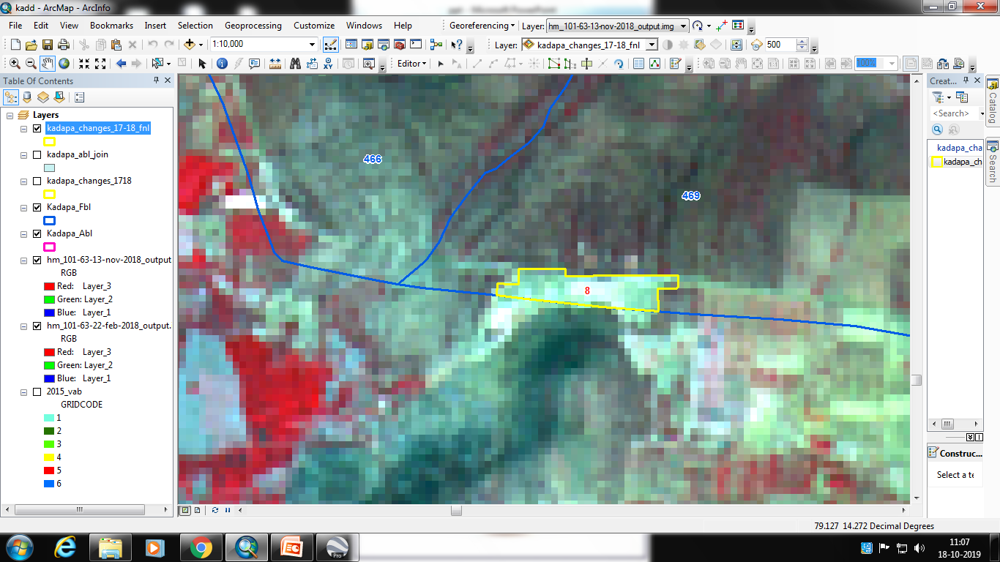 kadd - ArcMap - ArcInfo
File Edit View Bookmarks Insert Selection Geoprocessing Customize Windows Help
Georeferencing Layer: hm_101-63-13-nov-2018_output.img
1:10,000
Layer: kadapa_changes_17-18_fnl
500
Editor
100%
Table Of Contents
Layers
kadapa_changes_17-18_fnl
kadapa_abl_join
kadapa_changes_1718
Kadapa_Fbl
Kadapa_Abl
hm_101-63-13-nov-2018_output
RGB
Red: Layer_3
Green: Layer_2
Blue: Layer_1
hm_101-63-22-feb-2018_output.
RGB
Red: Layer_3
Green: Layer_2
Blue: Layer_1
2015_vab
GRIDCODE
1
2
3
4
5
6
466
469
8
Creat...
<Search>
kadapa_cha
kadapa_ch
Construc...
Select a te
Catalog
Search
79.127 14.272 Decimal Degrees
Pro
11:07
18-10-2019